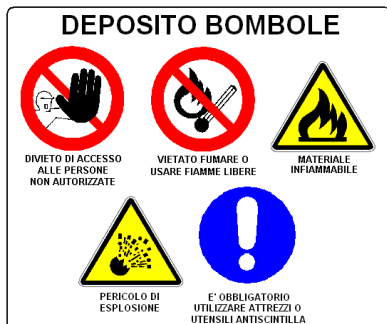 DEPOSITO BOMBOLE
DIVIETO DI ACCESSO
ALLE PERSONE
NON AUTORIZZATE
VIETATO FUMARE O
USARE FIAMME LIBERE
MATERIALE
INFIAMMABILE
PERICOLO DI
ESPLOSIONE
E' OBBLIGATORIO
UTILIZZARE ATTREZZI O
UTENSILI ANTISCINTILLA